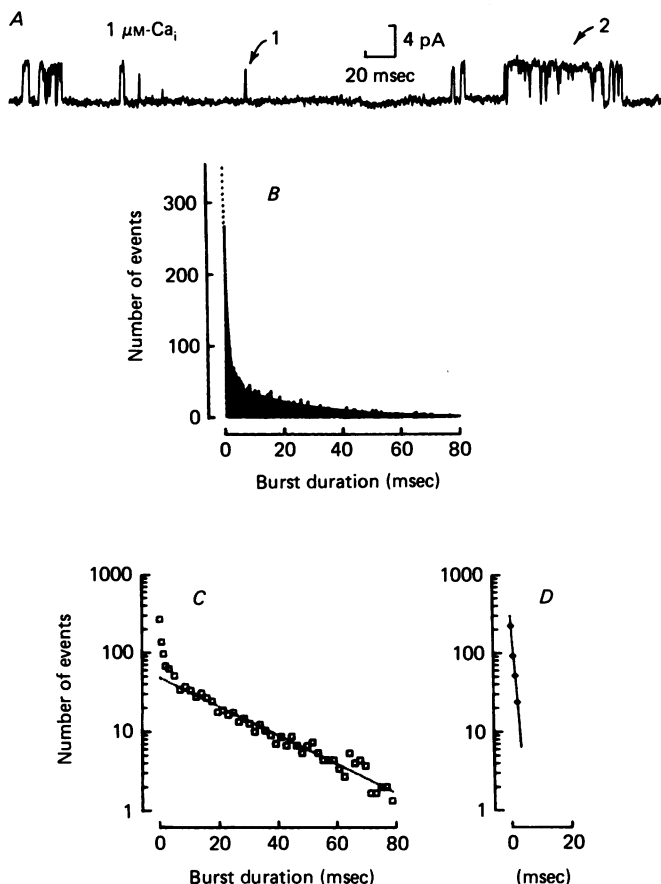 A
1 μM-Cai
1
4 pA
20 msec
2
B
Number of events
300
200
100
0
0 20 40 60 80
Burst duration (msec)
C
Number of events
1000
100
10
1
0 20 40 60 80
Burst duration (msec)
D
1000
100
10
1
0 20
(msec)